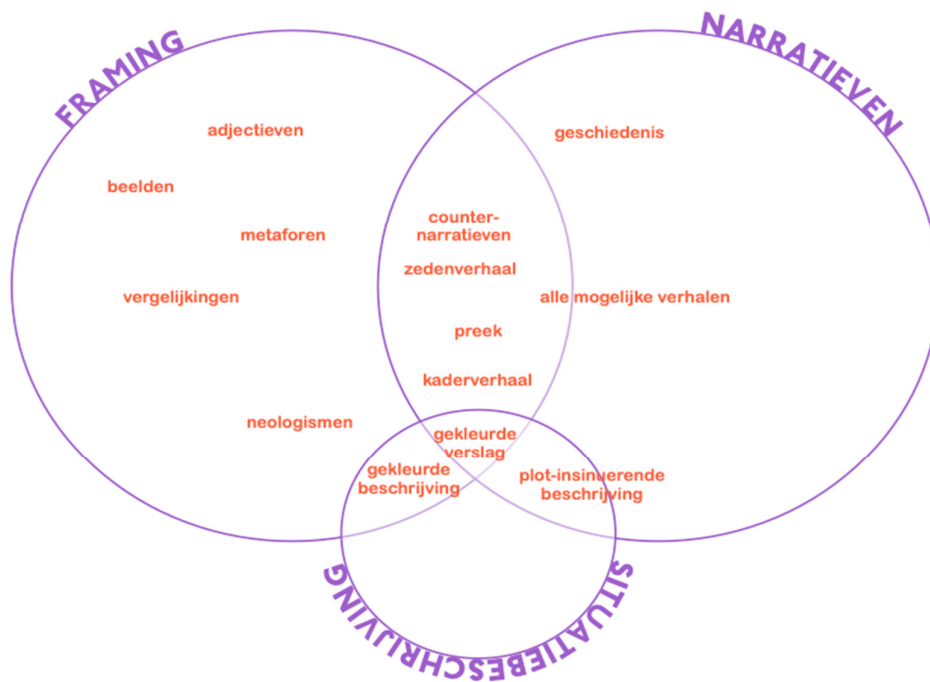 FRAMING
NARRATIEVEN
adjectieven
geschiedenis
beelden
counter-
narratieven
metaforen
zedenverhaal
vergelijkingen
alle mogelijke verhalen
preek
kaderverhaal
neologismen
gekleurde
verslag
gekleurde
beschrijving
plot-insinuerende
beschrijving
SITUATIEBESCHRIJVING